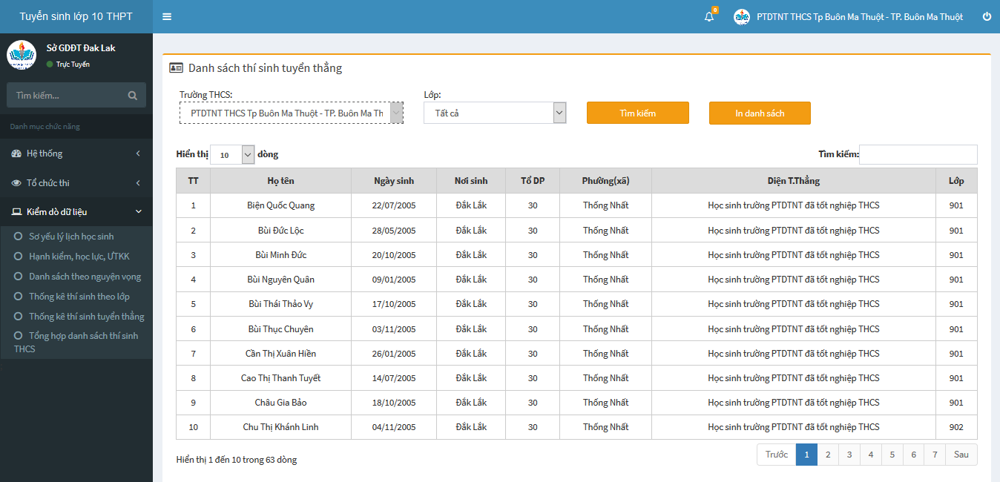 Tuyển sinh lớp 10 THPT
0
PTDTNT THCS Tp Buôn Ma Thuột - TP. Buôn Ma Thuột
Sở GDĐT Đak Lak
Trực Tuyến
Tìm kiếm...
Danh mục chức năng
Hệ thống
Tổ chức thi
Kiểm dò dữ liệu
Sơ yếu lý lịch học sinh
Hạnh kiểm, học lực, ƯTKK
Danh sách theo nguyện vọng
Thống kê thí sinh theo lớp
Thống kê thí sinh tuyển thẳng
Tổng hợp danh sách thí sinh
THCS
Danh sách thí sinh tuyển thẳng
Trường THCS: Lớp:
PTDTNT THCS Tp Buôn Ma Thuột - TP. Buôn Ma Th Tất cả Tìm kiếm In danh sách
Hiển thị 10 dòng Tìm kiếm:
TT Họ tên Ngày sinh Nơi sinh Tổ DP Phường(xã) Diện T.Thẳng Lớp
1 Biện Quốc Quang 22/07/2005 Đắk Lắk 30 Thống Nhất Học sinh trường PTDTNT đã tốt nghiệp THCS 901
2 Bùi Đức Lộc 28/05/2005 Đắk Lắk 30 Thống Nhất Học sinh trường PTDTNT đã tốt nghiệp THCS 901
3 Bùi Minh Đức 20/10/2005 Đắk Lắk 30 Thống Nhất Học sinh trường PTDTNT đã tốt nghiệp THCS 901
4 Bùi Nguyên Quân 09/01/2005 Đắk Lắk 30 Thống Nhất Học sinh trường PTDTNT đã tốt nghiệp THCS 901
5 Bùi Thái Thảo Vy 17/10/2005 Đắk Lắk 30 Thống Nhất Học sinh trường PTDTNT đã tốt nghiệp THCS 901
6 Bùi Thục Chuyên 03/11/2005 Đắk Lắk 30 Thống Nhất Học sinh trường PTDTNT đã tốt nghiệp THCS 901
7 Cần Thị Xuân Hiền 26/01/2005 Đắk Lắk 30 Thống Nhất Học sinh trường PTDTNT đã tốt nghiệp THCS 901
8 Cao Thị Thanh Tuyết 14/07/2005 Đắk Lắk 30 Thống Nhất Học sinh trường PTDTNT đã tốt nghiệp THCS 901
9 Châu Gia Bảo 18/10/2005 Đắk Lắk 30 Thống Nhất Học sinh trường PTDTNT đã tốt nghiệp THCS 901
10 Chu Thị Khánh Linh 04/11/2005 Đắk Lắk 30 Thống Nhất Học sinh trường PTDTNT đã tốt nghiệp THCS 902
Hiển thị 1 đến 10 trong 63 dòng Trước 1 2 3 4 5 6 7 Sau